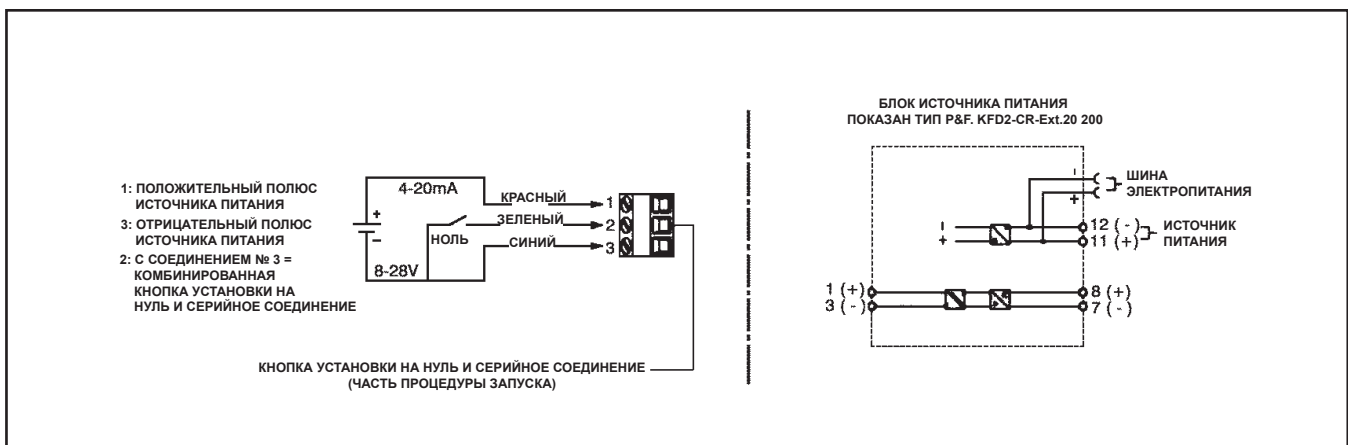 1: ПОЛОЖИТЕЛЬНЫЙ ПОЛЮС
ИСТОЧНИКА ПИТАНИЯ
3: ОТРИЦАТЕЛЬНЫЙ ПОЛЮС
ИСТОЧНИКА ПИТАНИЯ
2: С СОЕДИНЕНИЕМ № 3 =
КОМБИНИРОВАННАЯ
КНОПКА УСТАНОВКИ НА
НУЛЬ И СЕРИЙНОЕ СОЕДИНЕНИЕ
4-20mA
+
−
НОЛЬ
8-28V
КРАСНЫЙ
ЗЕЛЕНЫЙ
СИНИЙ
1
2
3
КНОПКА УСТАНОВКИ НА НУЛЬ И СЕРИЙНОЕ СОЕДИНЕНИЕ
(ЧАСТЬ ПРОЦЕДУРЫ ЗАПУСКА)
БЛОК ИСТОЧНИКА ПИТАНИЯ
ПОКАЗАН ТИП P&F. KFD2-CR-Ext.20 200
-
+
ШИНА
ЭЛЕКТРОПИТАНИЯ
-
+
12 (-)
11 (+)
ИСТОЧНИК
ПИТАНИЯ
1 (+)
3 (-)
8 (+)
7 (-)